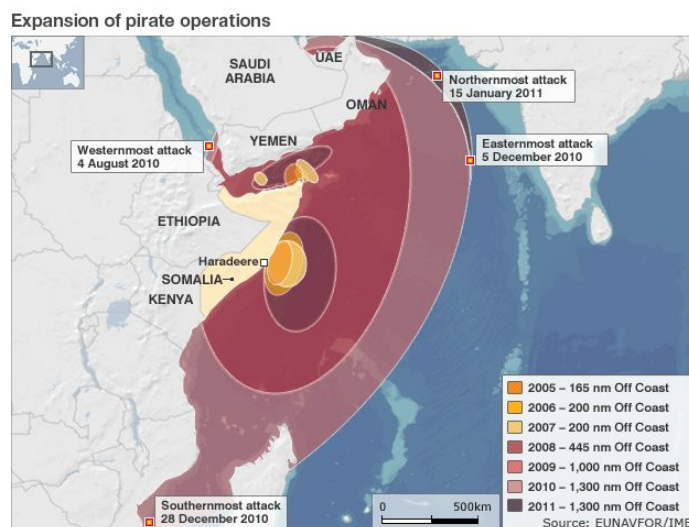 Expansion of pirate operations
SAUDI
ARABIA
UAE
OMAN
Northernmost attack
15 January 2011
Westernmost attack
4 August 2010
YEMEN
Easternmost attack
5 December 2010
ETHIOPIA
Haradeere
SOMALIA
KENYA
2005 – 165 nm Off Coast
2006 – 200 nm Off Coast
2007 – 200 nm Off Coast
2008 – 445 nm Off Coast
2009 – 1,000 nm Off Coast
2010 – 1,300 nm Off Coast
2011 – 1,300 nm Off Coast
Southernmost attack
28 December 2010
0 500km
Source: EUNAVFOR/